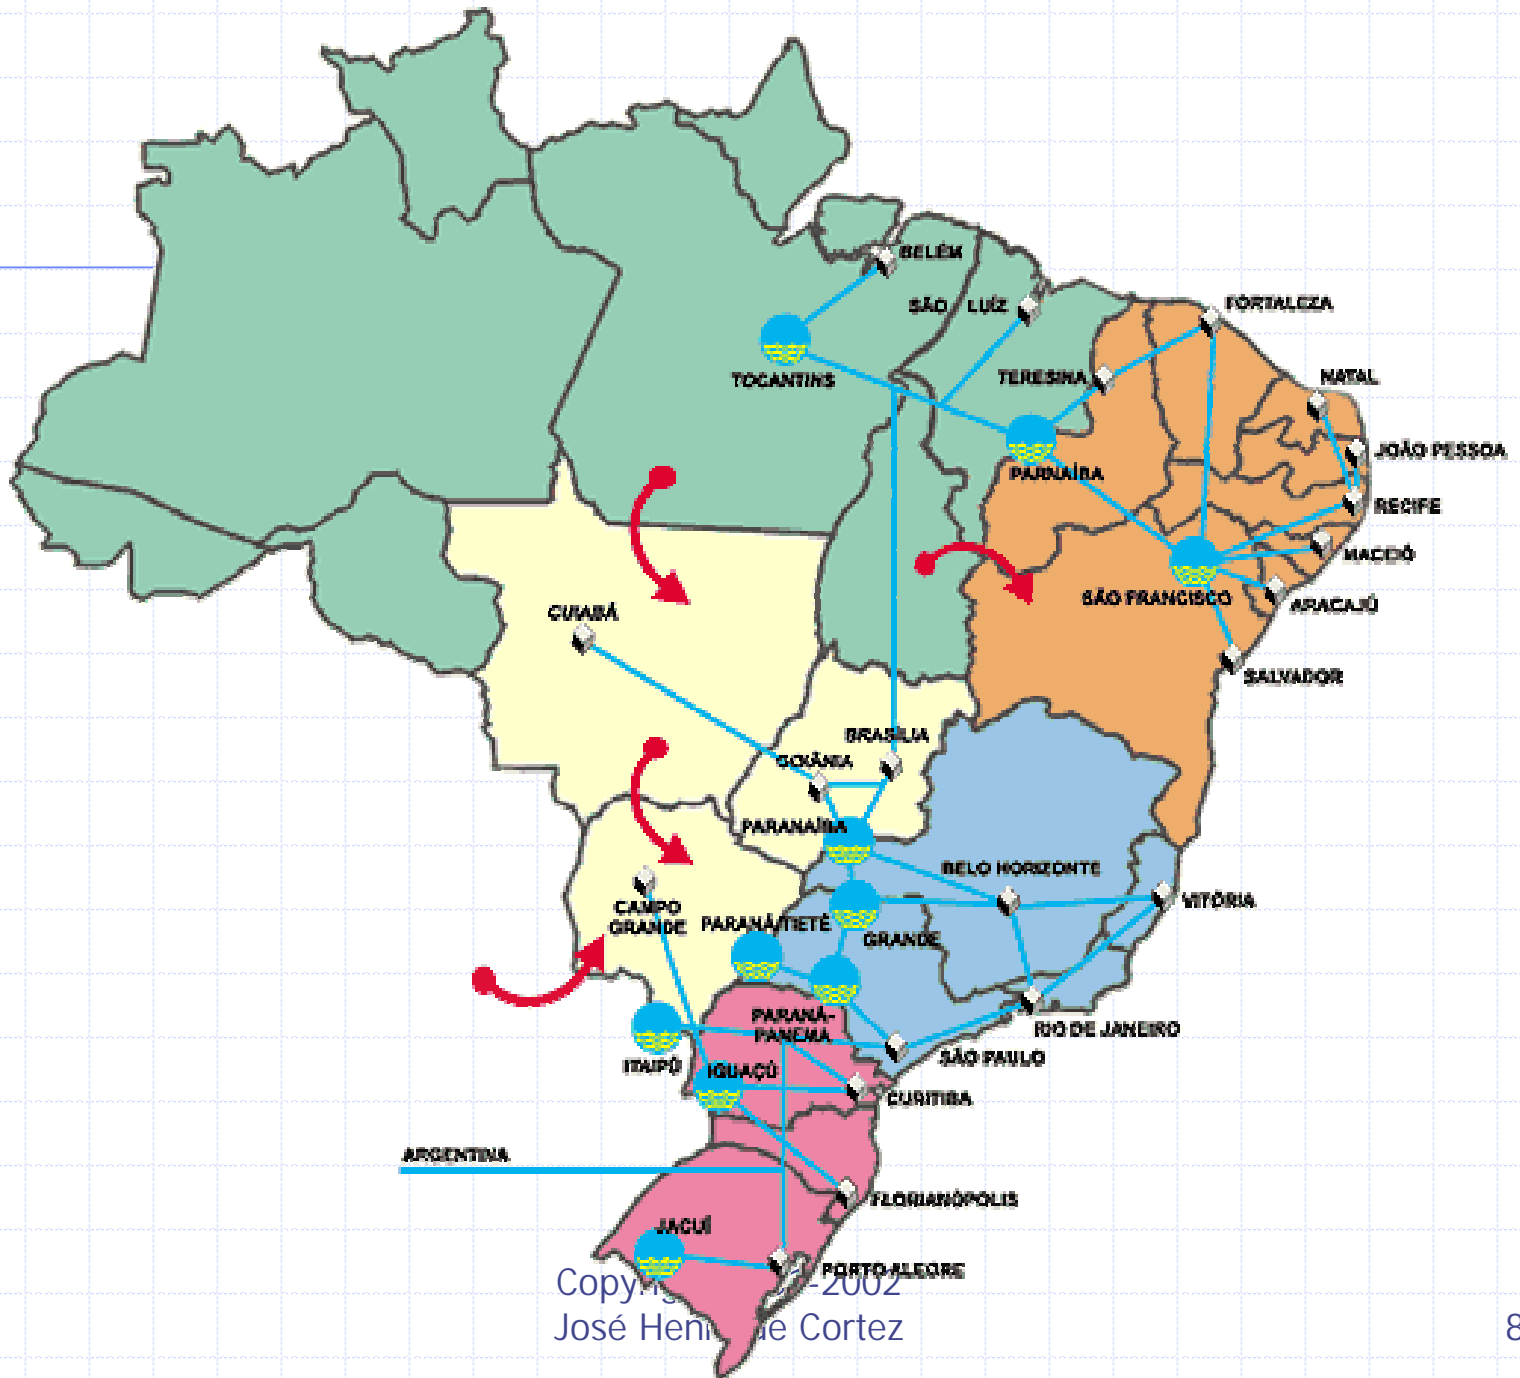 BELÉM
SÃO LUÍZ
FORTALEZA
TOCANTINS
TERESINA
NATAL
JOÃO PESSOA
PARNAÍBA
RECIFE
MACEIÓ
SÃO FRANCISCO
ARACAJÚ
CUIABÁ
SALVADOR
BRASÍLIA
GOIÂNIA
PARANAÍBA
BELO HORIZONTE
VITÓRIA
CAMPO
GRANDE
PARANÁ/TIETÊ
GRANDE
PARANÁ-
PANEMA
RIO DE JANEIRO
SÃO PAULO
ITAIPÚ
IGUAÇÚ
CURITIBA
ARGENTINA
FLORIANÓPOLIS
JACUÍ
PORTO ALEGRE
-2002
José Cortez
8